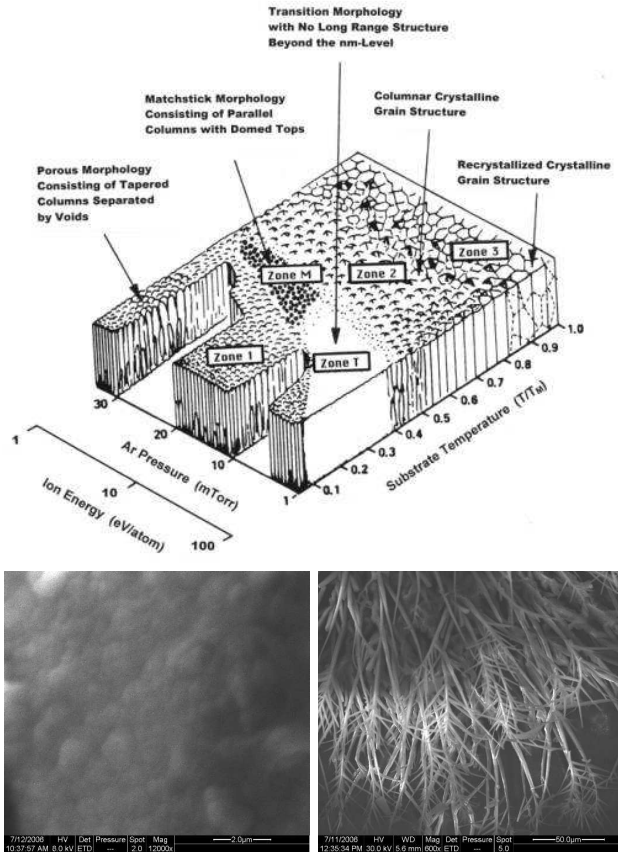 Transition Morphology
with No Long Range Structure
Beyond the nm-Level
Matchstick Morphology
Consisting of Parallel
Columns with Domed Tops
Columnar Crystalline
Grain Structure
Porous Morphology
Consisting of Tapered
Columns Separated
by Voids
Recrystallized Crystalline
Grain Structure
Zone 3
Zone M
Zone 2
Zone 1
Zone T
1.0
0.9
0.8
0.7
0.6
0.5
0.4
0.3
0.2
0.1
Substrate Temperature (T/TM)
30
20
10
1
Ar Pressure (mTorr)
1
10
100
Ion Energy (eV/atom)
7/12/2006 HV Det Pressure Spot Mag 2.0µm
10:37:57 AM 8.0 kV ETD --- 2.0 12000x
7/11/2006 HV WD Mag Det Pressure Spot 50.0µm
12:35:34 PM 30.0 kV 5.6 mm 600x ETD --- 5.0